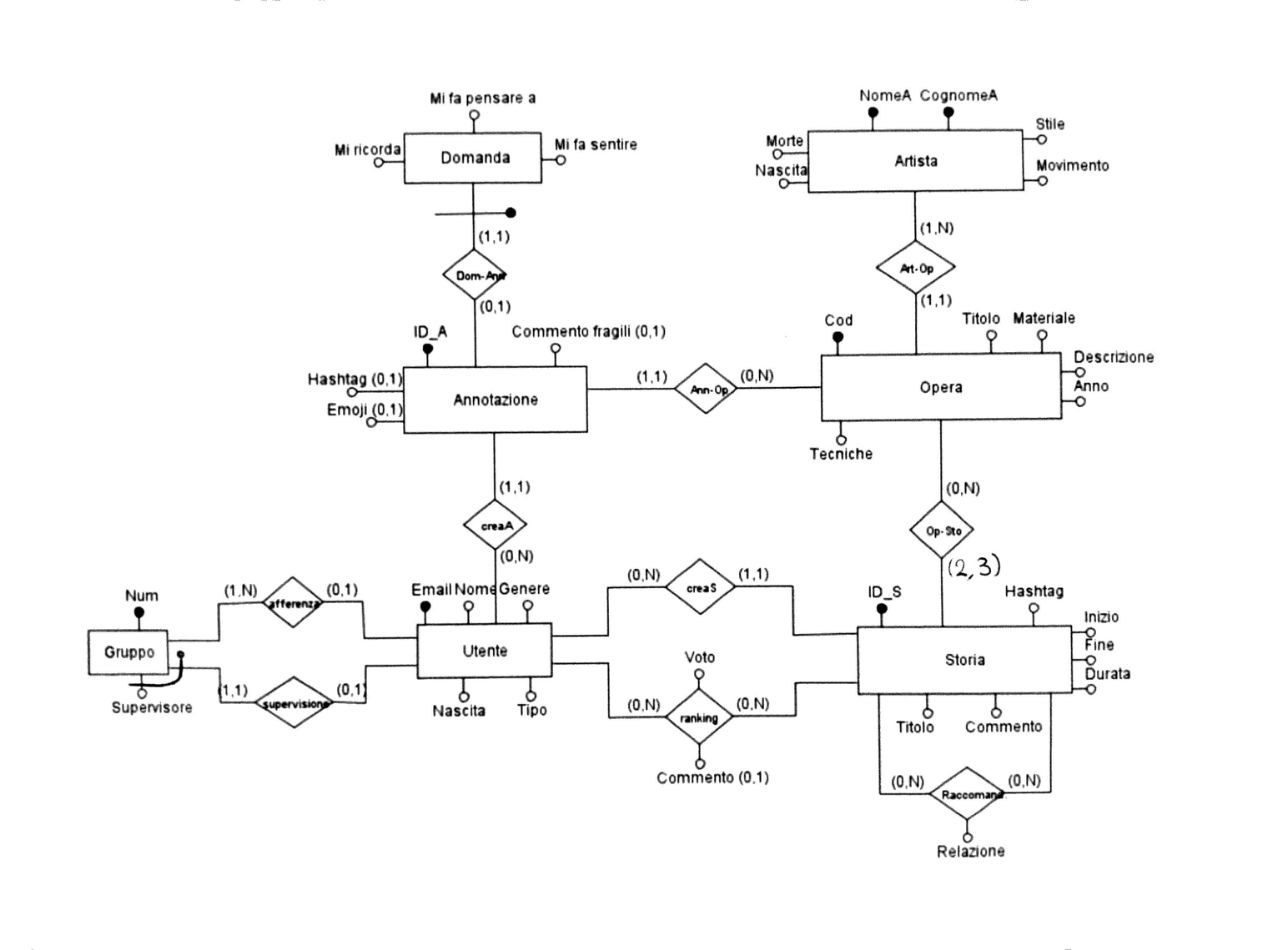 Mi fa pensare a
NomeA CognomeA
Mi ricorda
Domanda
Mi fa sentire
Morte
Nascita
Artista
Stile
Movimento
(1,1)
(1,N)
Dom-Ann
Art-Op
(0,1)
(1,1)
ID_A
Commento fragili (0,1)
Cod
Titolo
Materiale
Hashtag (0,1)
Emoji (0,1)
Annotazione
(1,1)
Ann-Op
(0,N)
Opera
Descrizione
Anno
Tecniche
(1,1)
creaA
(0,N)
(0,N)
Op-Sto
(2,3)
Num
(1,N)
afferenza
(0,1)
Email Nome Genere
(0,N)
creaS
(1,1)
ID_S
Hashtag
Gruppo
Utente
Storia
Inizio
Fine
Durata
Supervisore
(1,1)
supervisione
(0,1)
Nascita
Tipo
Voto
(0,N)
ranking
(0,N)
Commento (0,1)
Titolo
Commento
(0,N)
Raccomand
(0,N)
Relazione